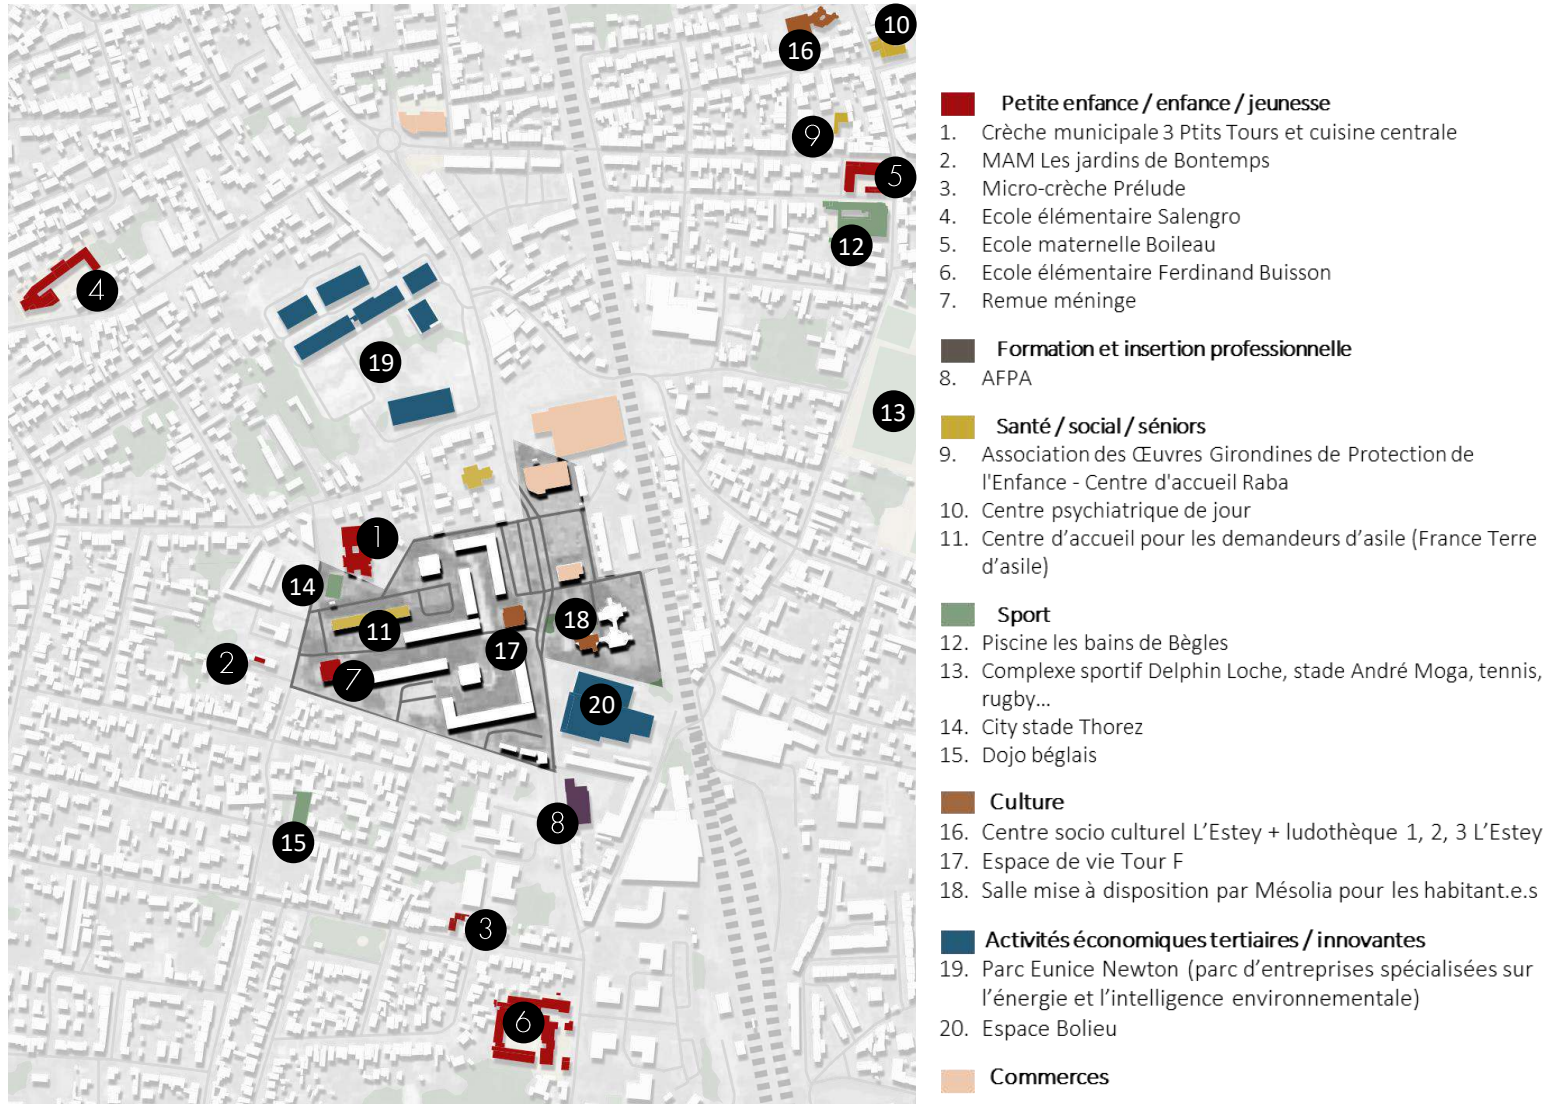 10
16
9
5
12
4
19
13
1
14
18
11
17
2
7
20
8
15
3
6
Petite enfance / enfance / jeunesse
1. Crèche municipale 3 Ptits Tours et cuisine centrale
2. MAM Les jardins de Bontemps
3. Micro-crèche Prélude
4. Ecole élémentaire Salengro
5. Ecole maternelle Boileau
6. Ecole élémentaire Ferdinand Buisson
7. Remue méninge
Formation et insertion professionnelle
8. AFPA
Santé / social / séniors
9. Association des Œuvres Girondines de Protection de
l'Enfance - Centre d'accueil Raba
10. Centre psychiatrique de jour
11. Centre d’accueil pour les demandeurs d’asile (France Terre
d’asile)
Sport
12. Piscine les bains de Bègles
13. Complexe sportif Delphin Loche, stade André Moga, tennis,
rugby…
14. City stade Thorez
15. Dojo béglais
Culture
16. Centre socio culturel L’Estey + ludothèque 1, 2, 3 L’Estey
17. Espace de vie Tour F
18. Salle mise à disposition par Mésolia pour les habitant.e.s
Activités économiques tertiaires / innovantes
19. Parc Eunice Newton (parc d’entreprises spécialisées sur
l’énergie et l’intelligence environnementale)
20. Espace Bolieu
Commerces